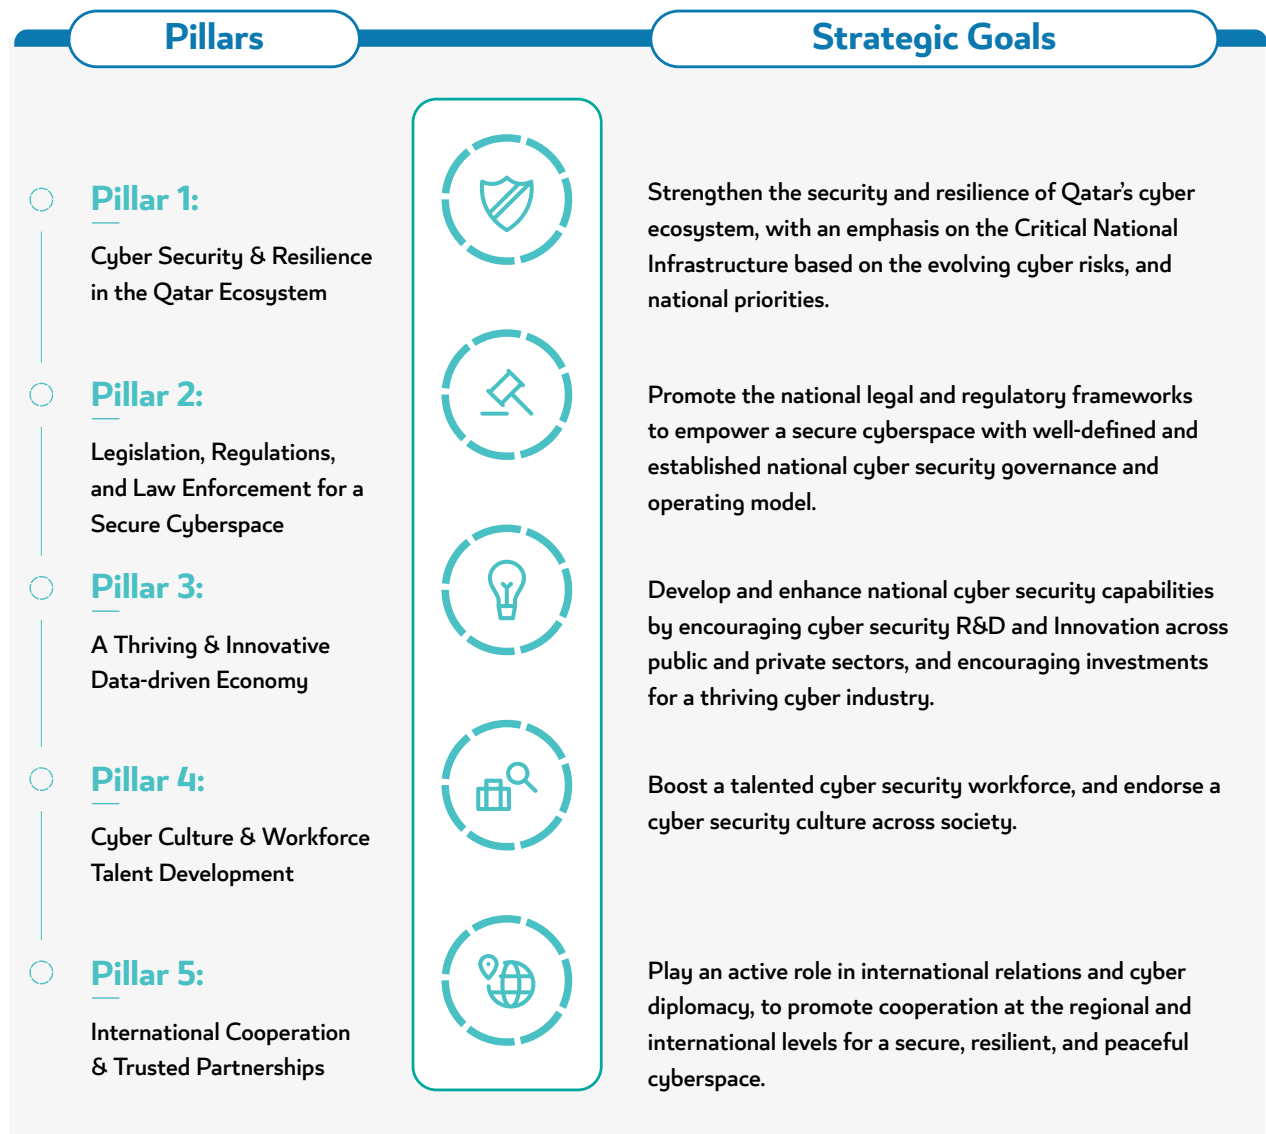 Pillars
Strategic Goals
Pillar 1:
Cyber Security & Resilience
in the Qatar Ecosystem
Strengthen the security and resilience of Qatar’s cyber
ecosystem, with an emphasis on the Critical National
Infrastructure based on the evolving cyber risks, and
national priorities.
Pillar 2:
Legislation, Regulations,
and Law Enforcement for a
Secure Cyberspace
Promote the national legal and regulatory frameworks
to empower a secure cyberspace with well-defined and
established national cyber security governance and
operating model.
Pillar 3:
A Thriving & Innovative
Data-driven Economy
Develop and enhance national cyber security capabilities
by encouraging cyber security R&D and Innovation across
public and private sectors, and encouraging investments
for a thriving cyber industry.
Pillar 4:
Cyber Culture & Workforce
Talent Development
Boost a talented cyber security workforce, and endorse a
cyber security culture across society.
Pillar 5:
International Cooperation
& Trusted Partnerships
Play an active role in international relations and cyber
diplomacy, to promote cooperation at the regional and
international levels for a secure, resilient, and peaceful
cyberspace.